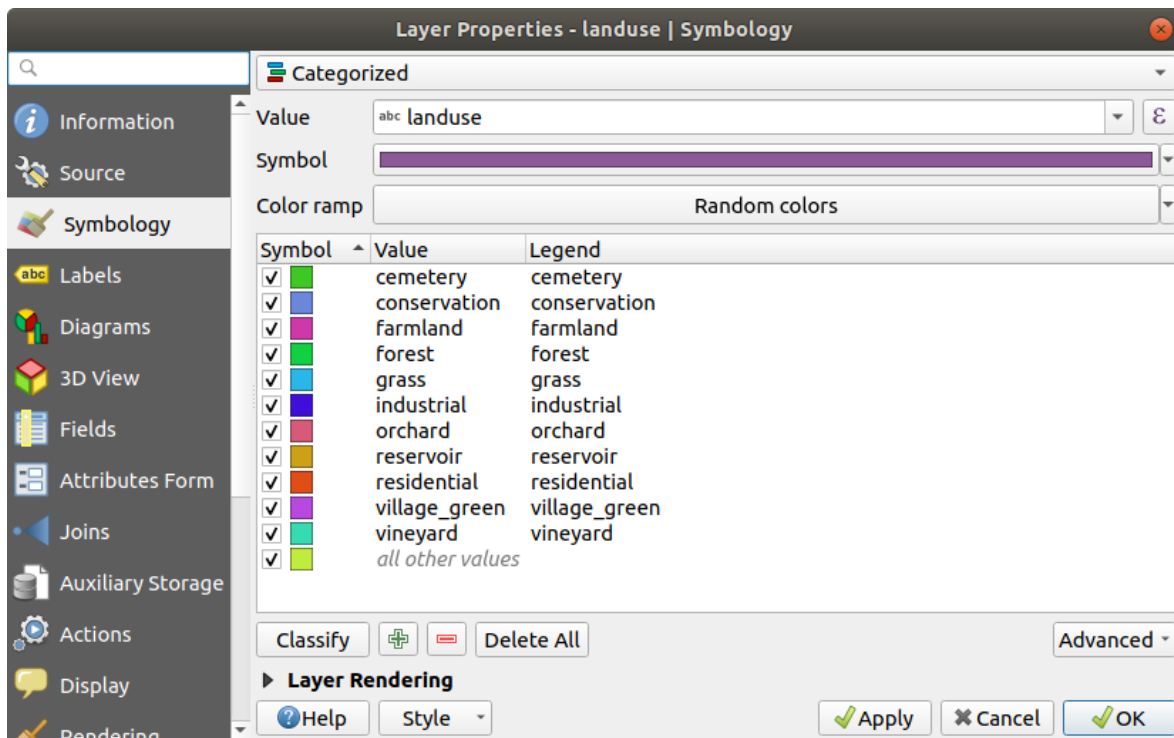 Layer Properties - landuse | Symbology
Information
Source
Symbology
abc Labels
Diagrams
3D View
Fields
Attributes Form
Joins
Auxiliary Storage
Actions
Display
Rendering
Categorized
Value abc landuse ε
Symbol
Color ramp Random colors
Symbol Value Legend
cemetery cemetery
conservation conservation
farmland farmland
forest forest
grass grass
industrial industrial
orchard orchard
reservoir reservoir
residential residential
village_green village_green
vineyard vineyard
all other values
Classify Delete All Advanced
Layer Rendering
Help Style Apply Cancel OK